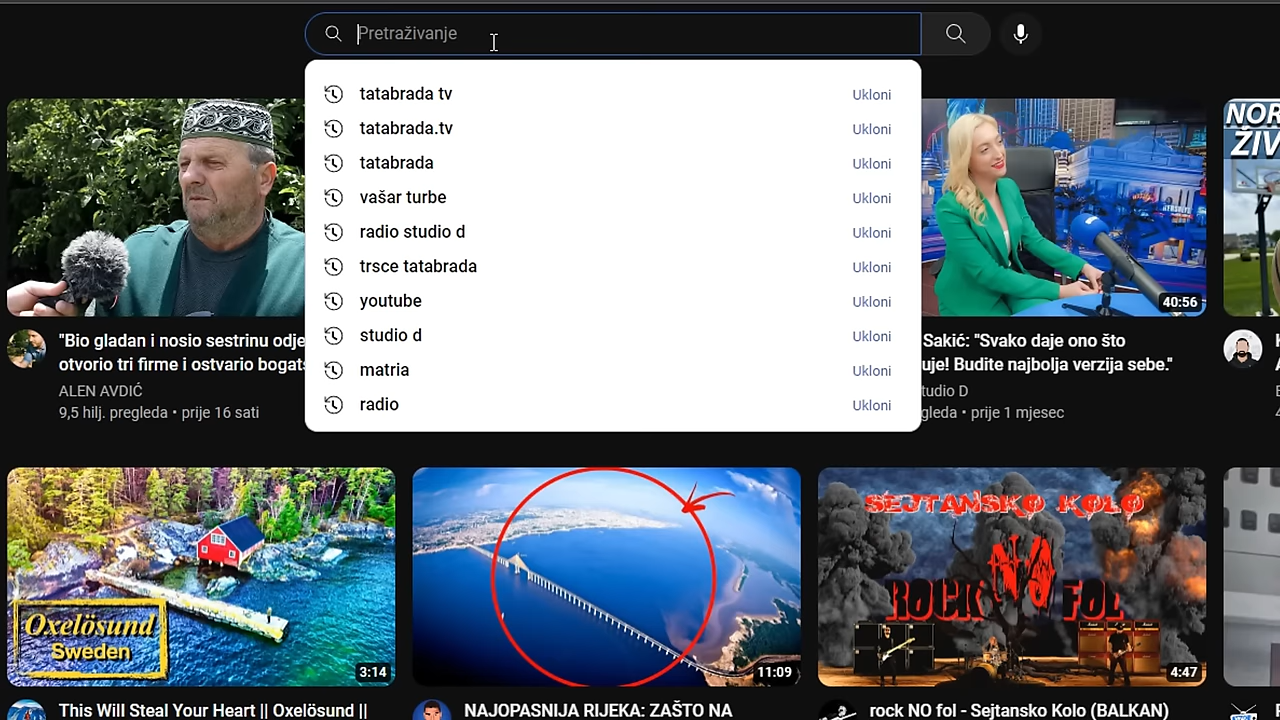 Pretraživanje
tatabrada tv Ukloni
tatabrada.tv Ukloni
tatabrada Ukloni
vašar turbe Ukloni
radio studio d Ukloni
trsce tatabrada Ukloni
youtube Ukloni
studio d Ukloni
matria Ukloni
radio Ukloni
NOR
ŽIV
40:56
"Bio gladan i nosio sestrinu odje
otvorio tri firme i ostvario bogats
ALEN AVDIĆ
9,5 hilj. pregleda • prije 16 sati
Sakić: "Svako daje ono što
uje! Budite najbolja verzija sebe."
tudio D
gleda • prije 1 mjesec
Oxelösund
Sweden
3:14
11:09
SEJTANSKO KOLO
ROCK NO FOL
4:47
This Will Steal Your Heart || Oxelösund ||
NAJOPASNIJA RIJEKA: ZAŠTO NA
rock NO fol - Sejtansko Kolo (BALKAN)